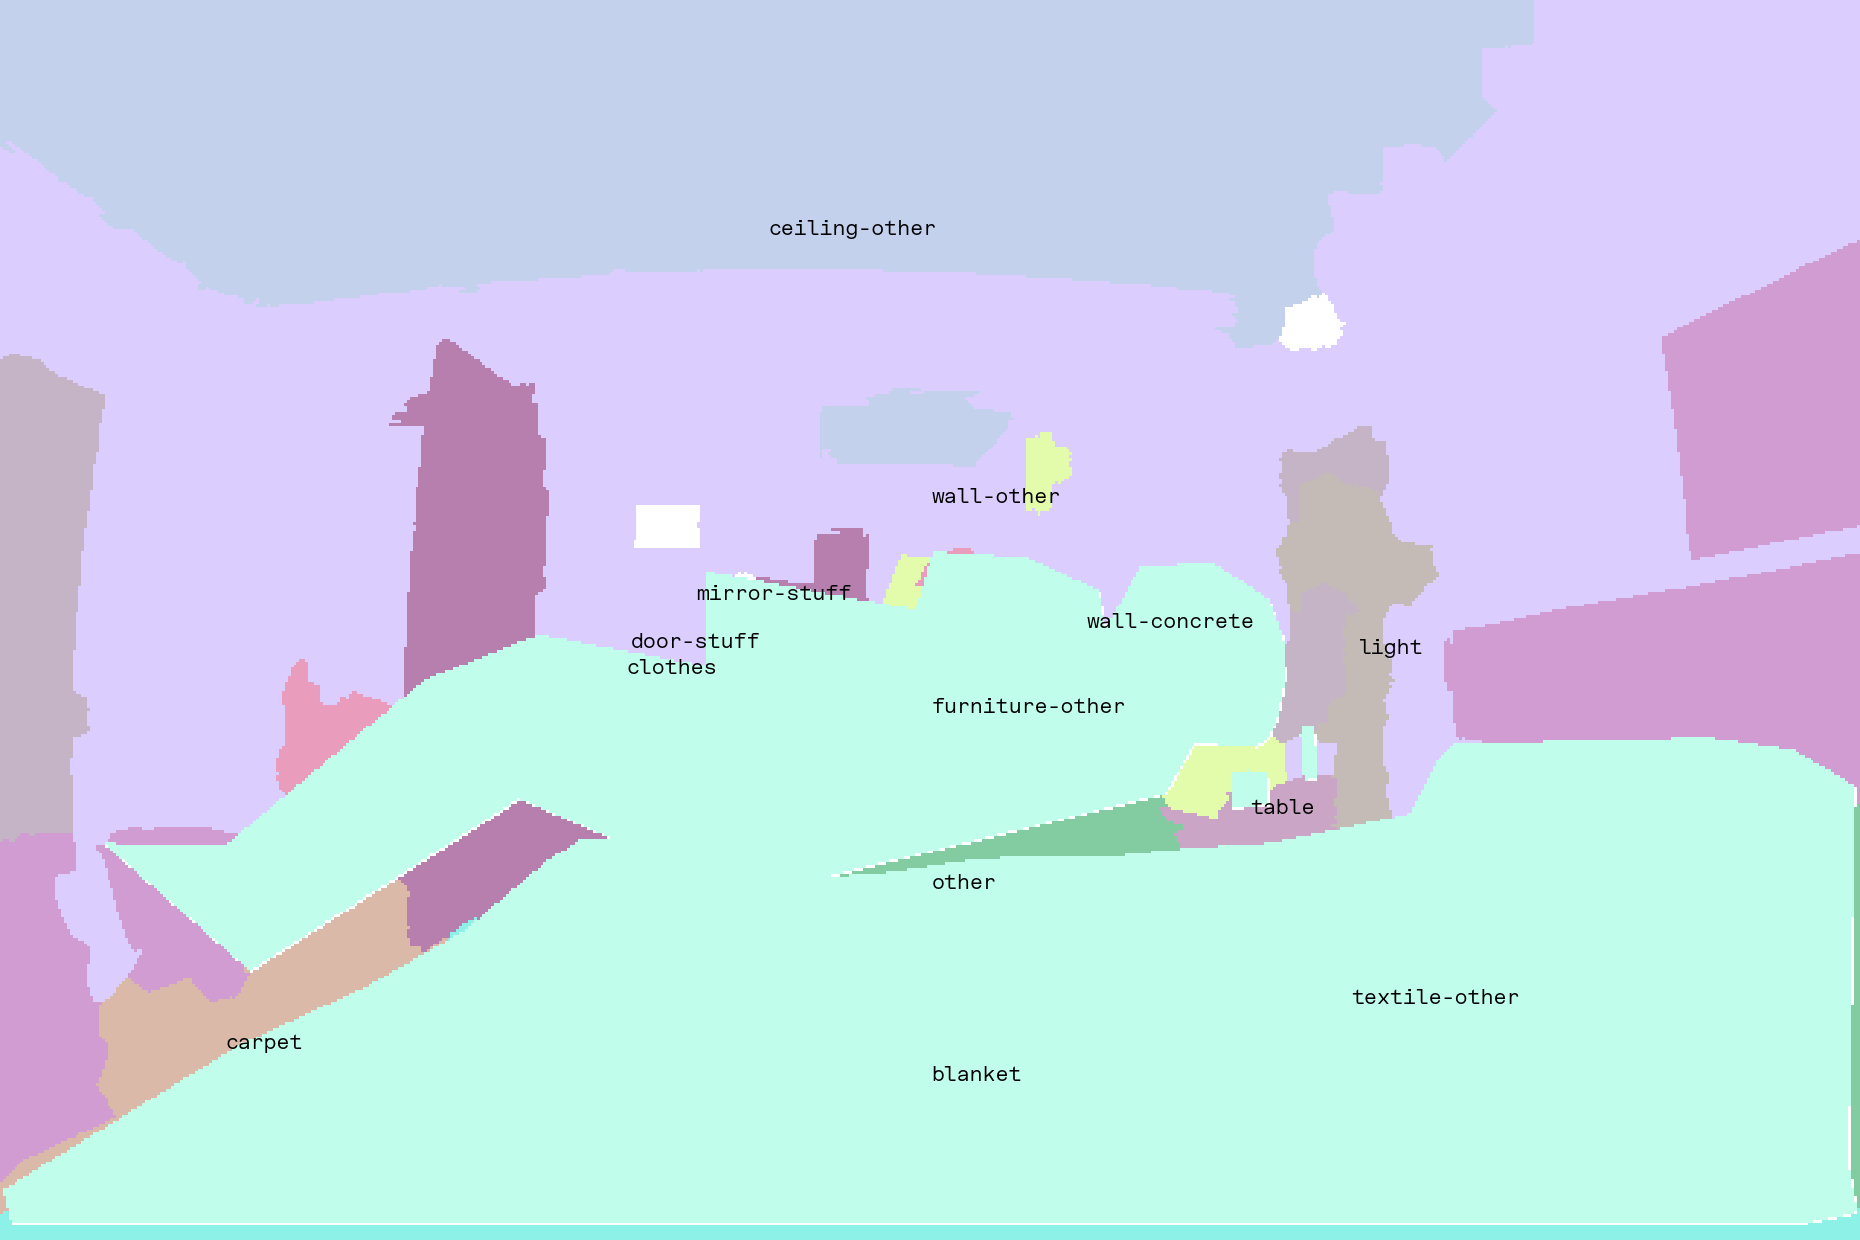 ceiling-other
wall-other
mirror-stuff
wall-concrete
door-stuff
light
clothes
furniture-other
table
other
textile-other
carpet
blanket